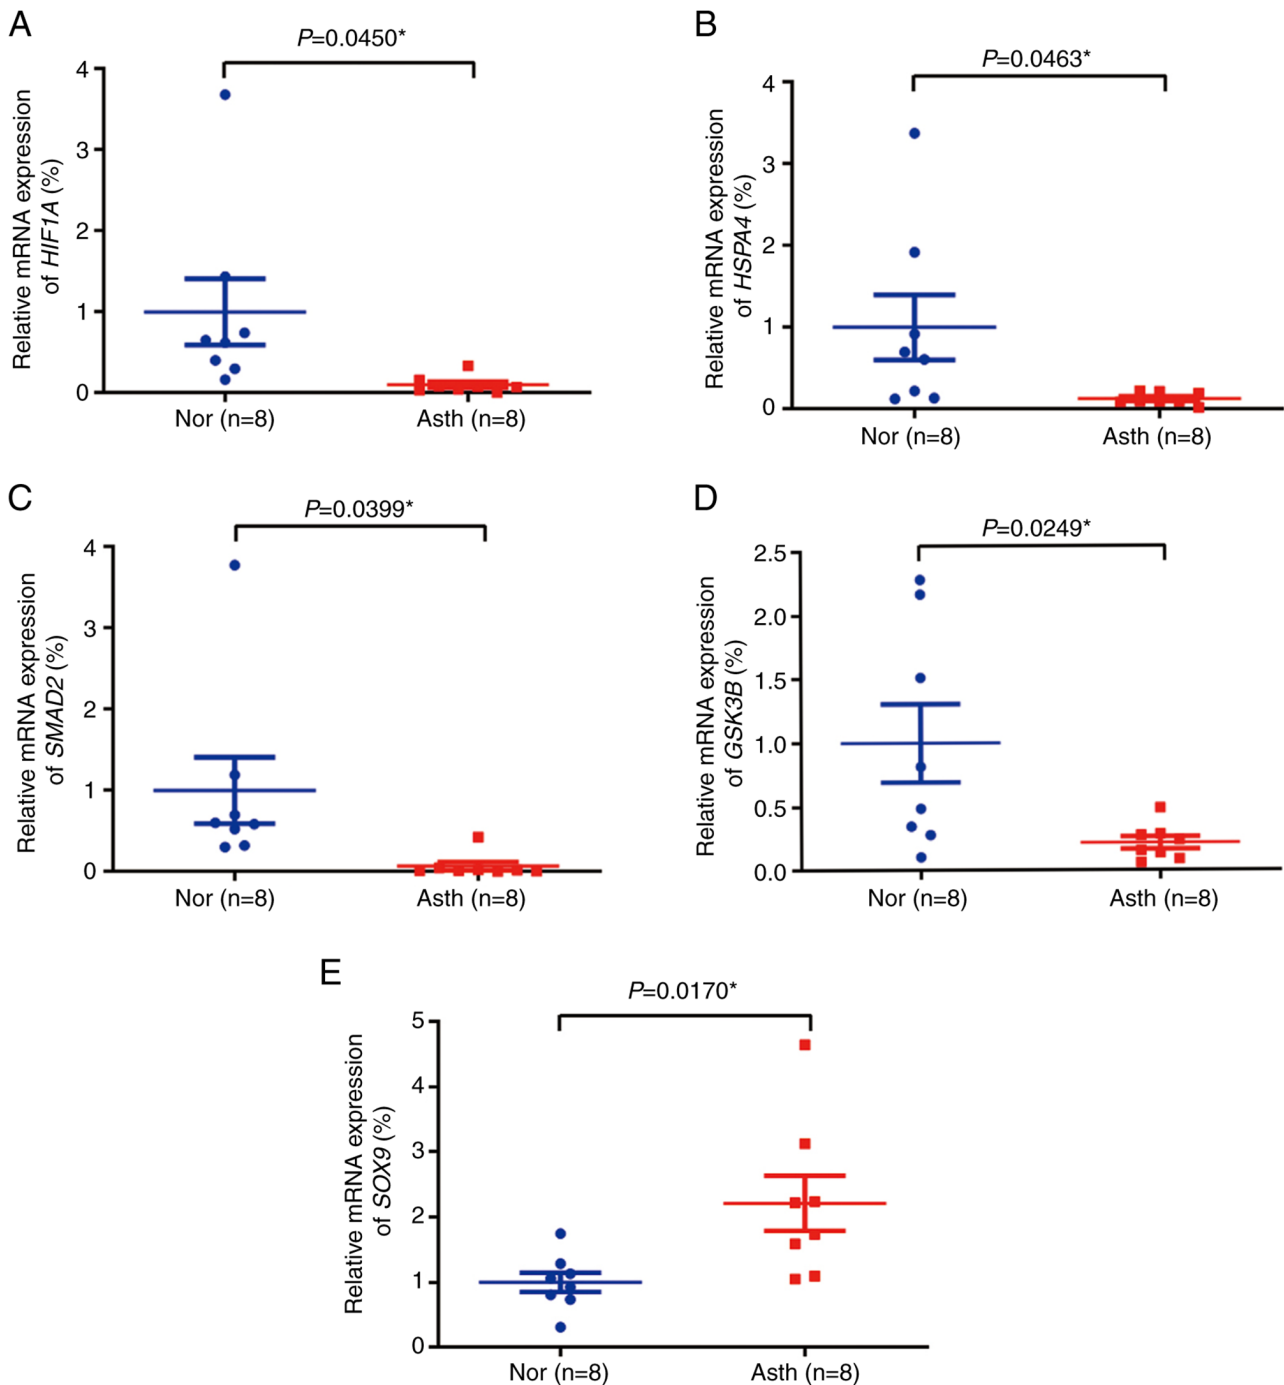 A
P=0.0450*
Relative mRNA expression
of HIF1A (%)
4
3
2
1
0
Nor (n=8)
Asth (n=8)
B
P=0.0463*
Relative mRNA expression
of HSPA4 (%)
4
3
2
1
0
Nor (n=8)
Asth (n=8)
C
P=0.0399*
Relative mRNA expression
of SMAD2 (%)
4
3
2
1
0
Nor (n=8)
Asth (n=8)
D
P=0.0249*
Relative mRNA expression
of GSK3B (%)
2.5
2.0
1.5
1.0
0.5
0.0
Nor (n=8)
Asth (n=8)
E
P=0.0170*
Relative mRNA expression
of SOX9 (%)
5
4
3
2
1
0
Nor (n=8)
Asth (n=8)